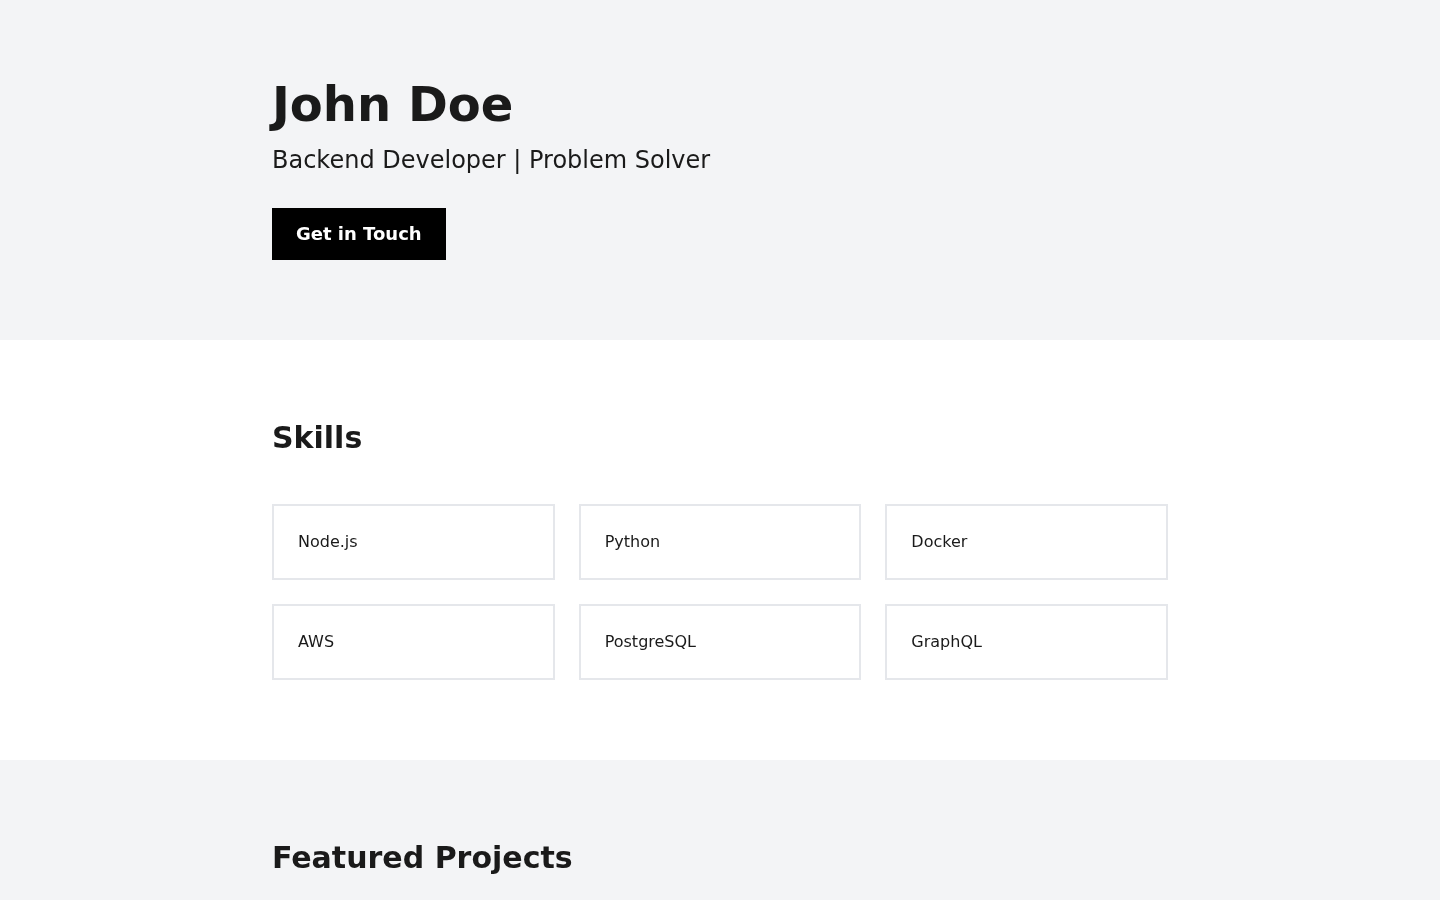 John Doe
Backend Developer | Problem Solver
Get in Touch
Skills
Node.js
Python
Docker
AWS
PostgreSQL
GraphQL
Featured Projects